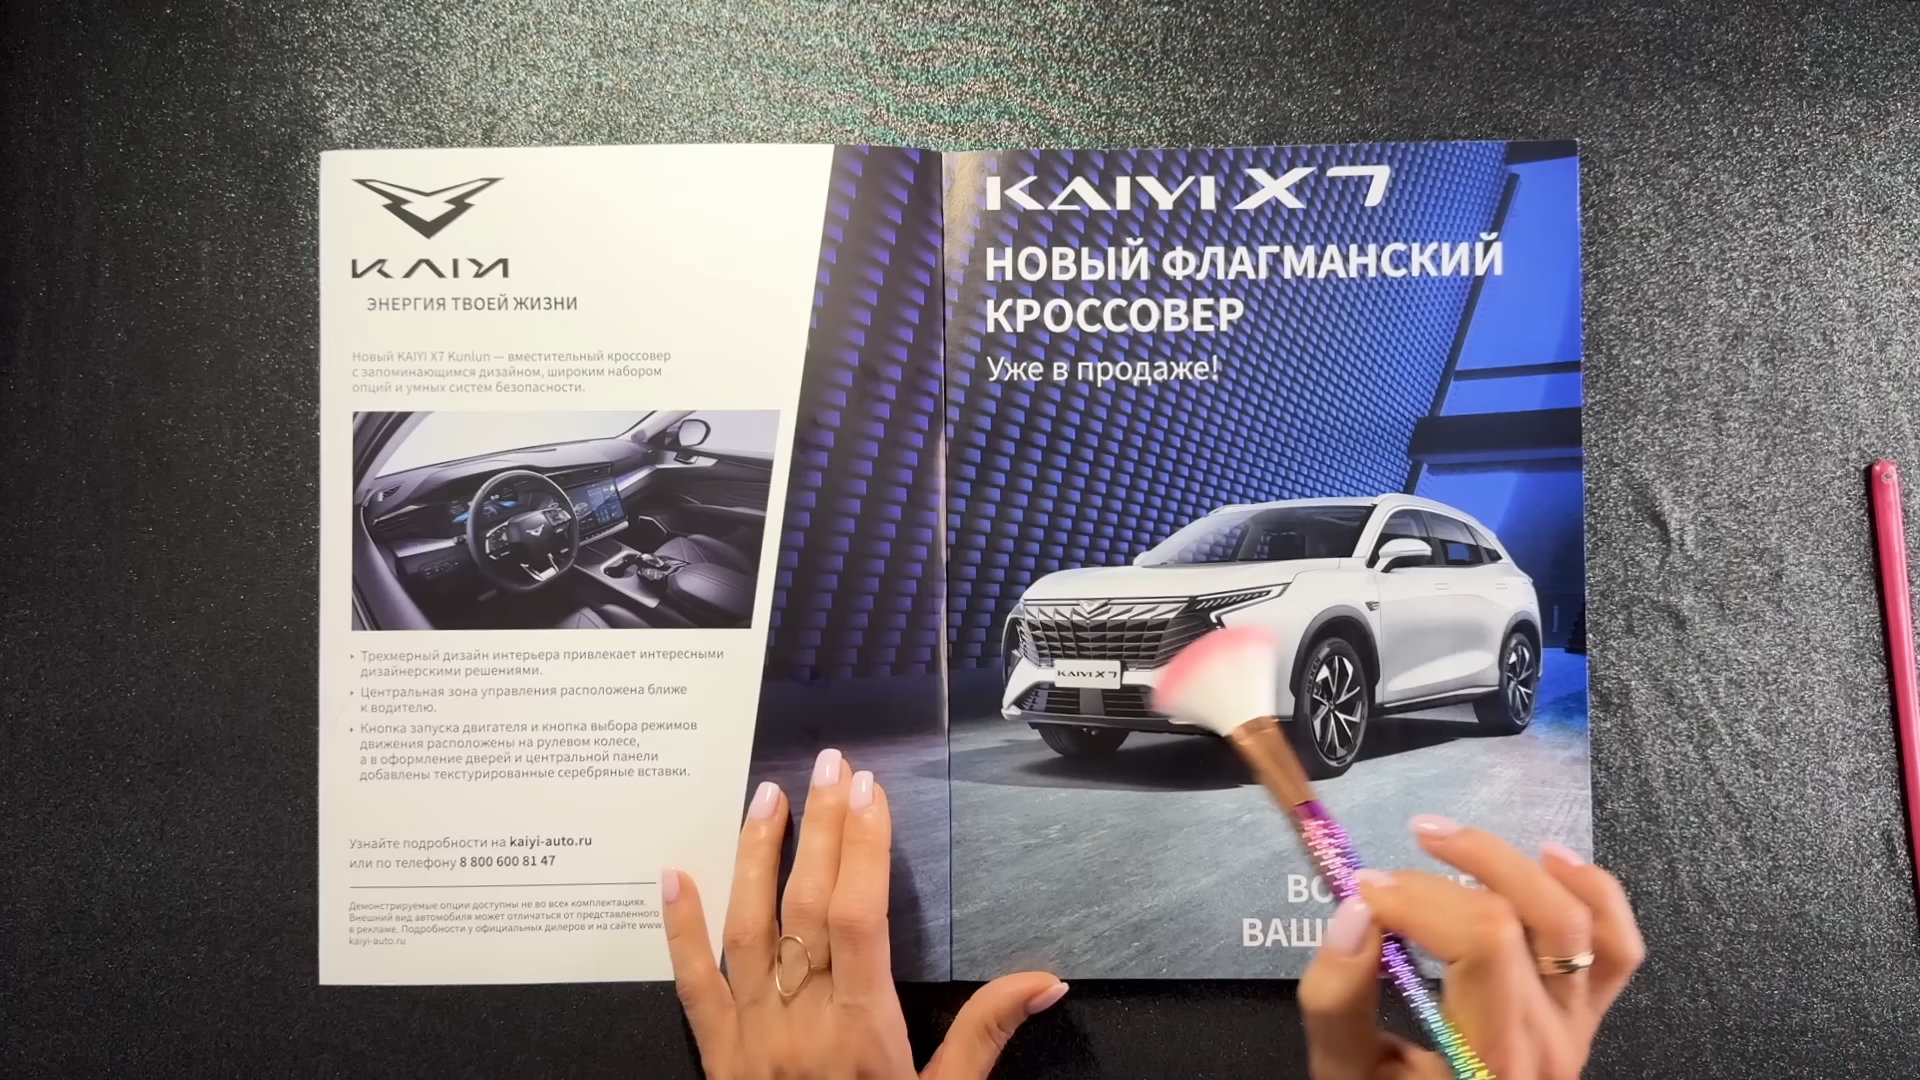 KAIYI
ЭНЕРГИЯ ТВОЕЙ ЖИЗНИ
Новый KAIYI X7 Kunlun — вместительный кроссовер
с запоминающимся дизайном, широким набором
опций и умных систем безопасности.
‣ Трехмерный дизайн интерьера привлекает интересными
дизайнерскими решениями.
‣ Центральная зона управления расположена ближе
к водителю.
‣ Кнопка запуска двигателя и кнопка выбора режимов
движения расположены на рулевом колесе,
а в оформление дверей и центральной панели
добавлены текстурированные серебряные вставки.
Узнайте подробности на kaiyi-auto.ru
или по телефону 8 800 600 81 47
Демонстрируемые опции доступны не во всех комплектациях.
Внешний вид автомобиля может отличаться от представленного
в рекламе. Подробности у официальных дилеров и на сайте www.
kaiyi-auto.ru
KAIYI X7
НОВЫЙ ФЛАГМАНСКИЙ
КРОССОВЕР
Уже в продаже!
KAIYI X7